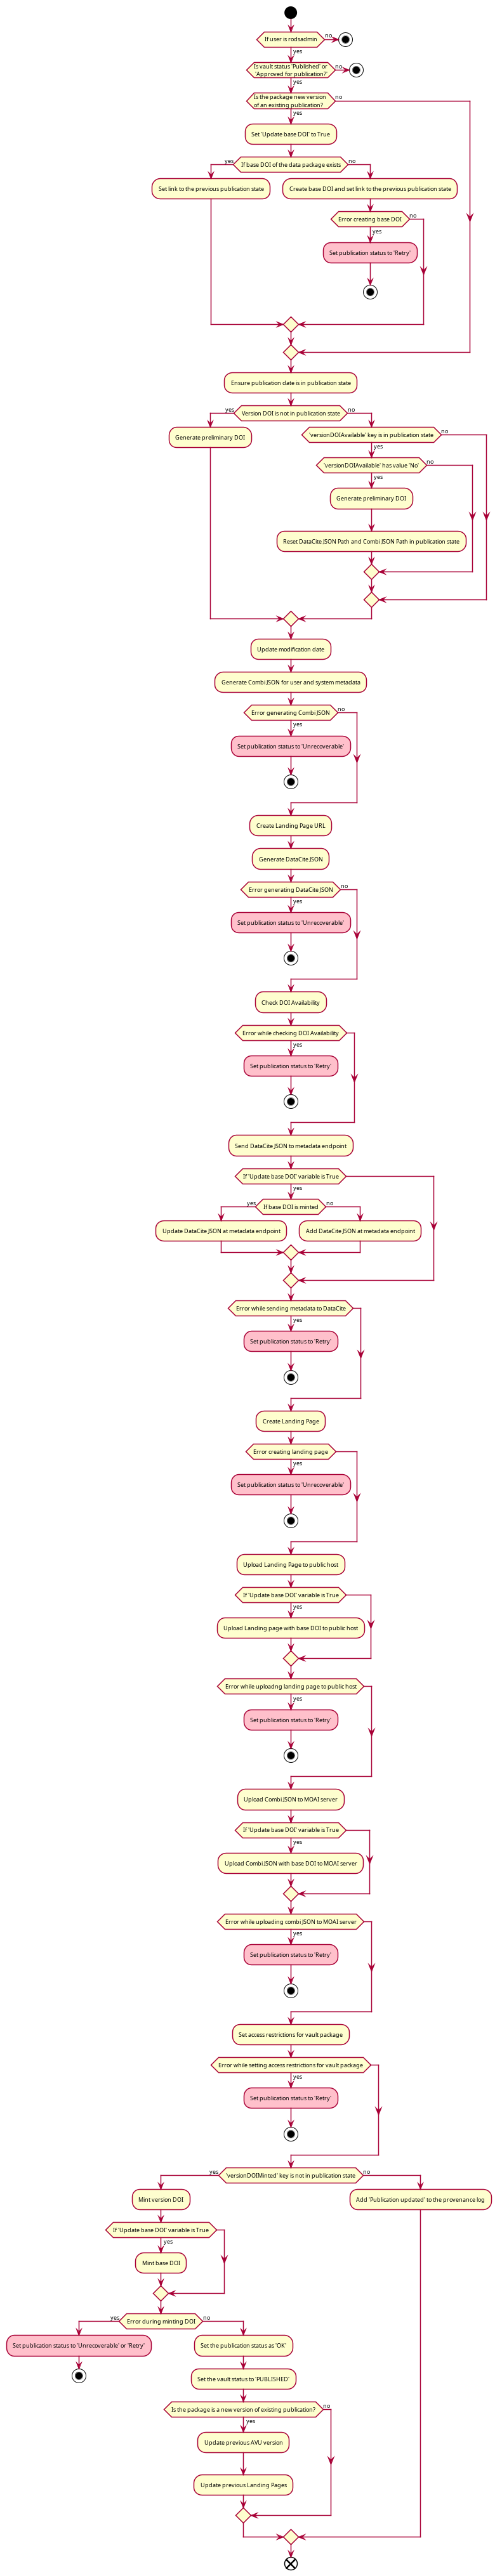 If user is rodsadmin
no
yes
Is vault status 'Published' or
'Approved for publication?'
no
yes
Is the package new version
of an existing publication?
no
yes
Set 'Update base DOI' to True
yes
If base DOI of the data package exists
no
Set link to the previous publication state
Create base DOI and set link to the previous publication state
Error creating base DOI
no
yes
Set publication status to 'Retry'
Ensure publication date is in publication state
yes
Version DOI is not in publication state
no
Generate preliminary DOI
'versionDOIAvailable' key is in publication state
no
yes
'versionDOIAvailable' has value 'No'
no
yes
Generate preliminary DOI
Reset DataCite JSON Path and Combi JSON Path in publication state
Update modification date
Generate Combi JSON for user and system metadata
Error generating Combi JSON
no
yes
Set publication status to 'Unrecoverable'
Create Landing Page URL
Generate DataCite JSON
Error generating DataCite JSON
no
yes
Set publication status to 'Unrecoverable'
Check DOI Availability
Error while checking DOI Availability
yes
Set publication status to 'Retry'
Send DataCite JSON to metadata endpoint
If 'Update base DOI' variable is True
yes
yes
If base DOI is minted
no
Update DataCite JSON at metadata endpoint
Add DataCite JSON at metadata endpoint
Error while sending metadata to DataCite
yes
Set publication status to 'Retry'
Create Landing Page
Error creating landing page
yes
Set publication status to 'Unrecoverable'
Upload Landing Page to public host
If 'Update base DOI' variable is True
yes
Upload Landing page with base DOI to public host
Error while uploadng landing page to public host
yes
Set publication status to 'Retry'
Upload Combi JSON to MOAI server
If 'Update base DOI' variable is True
yes
Upload Combi JSON with base DOI to MOAI server
Error while uploading combi JSON to MOAI server
yes
Set publication status to 'Retry'
Set access restrictions for vault package
Error while setting access restrictions for vault package
yes
Set publication status to 'Retry'
yes
'versionDOIMinted' key is not in publication state
no
Mint version DOI
Add 'Publication updated' to the provenance log
If 'Update base DOI' variable is True
yes
Mint base DOI
yes
Error during minting DOI
no
Set publication status to 'Unrecoverable' or 'Retry'
Set the publication status as 'OK'
Set the vault status to 'PUBLISHED'
Is the package is a new version of existing publication?
no
yes
Update previous AVU version
Update previous Landing Pages